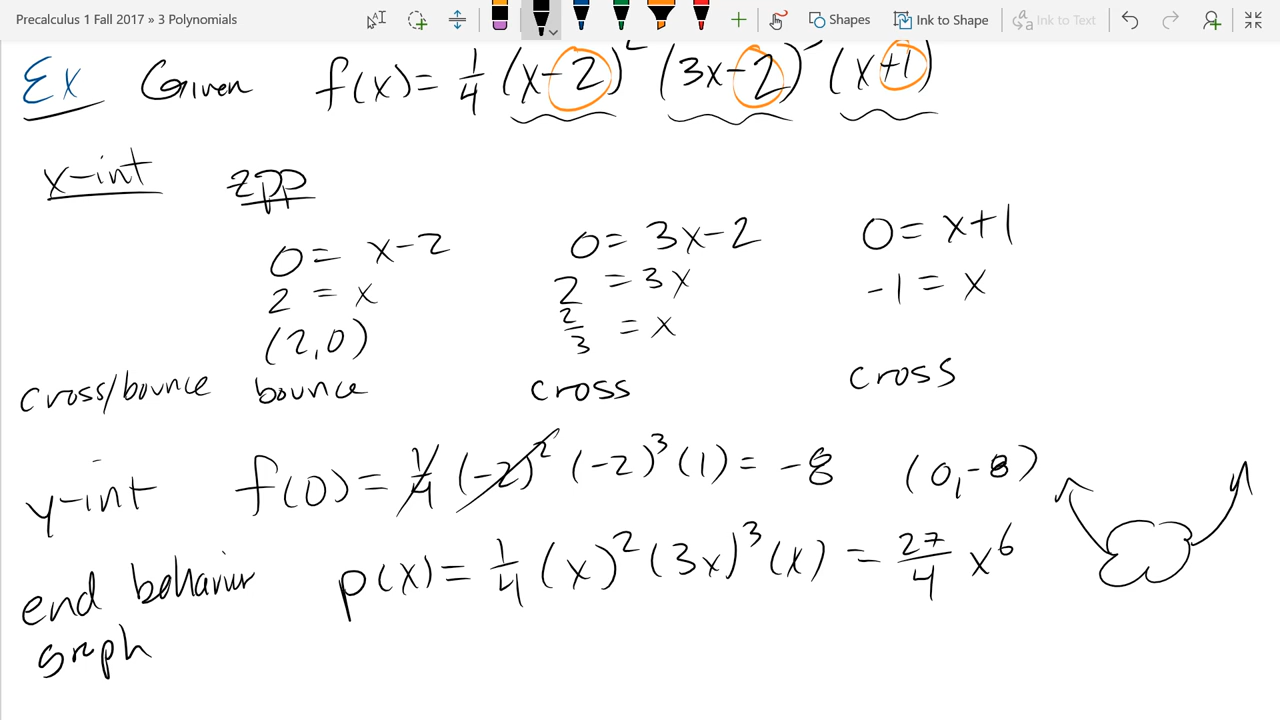 Precalculus 1 Fall 2017 » 3 Polynomials
Shapes Ink to Shape Ink to Text
Ex Given f(x) = 1/4 (x-2)² (3x-2)³ (x+1)
x-int zpp
0 = x-2 0 = 3x-2 0 = x+1
2 = x 2 = 3x -1 = x
(2,0) 2/3 = x
cross/bounce bounce cross cross
y-int f(0) = 1/4 (-2)² (-2)³ (1) = -8 (0,-8)
end behavior p(x) = 1/4 (x)² (3x)³ (x) = 27/4 x⁶
graph